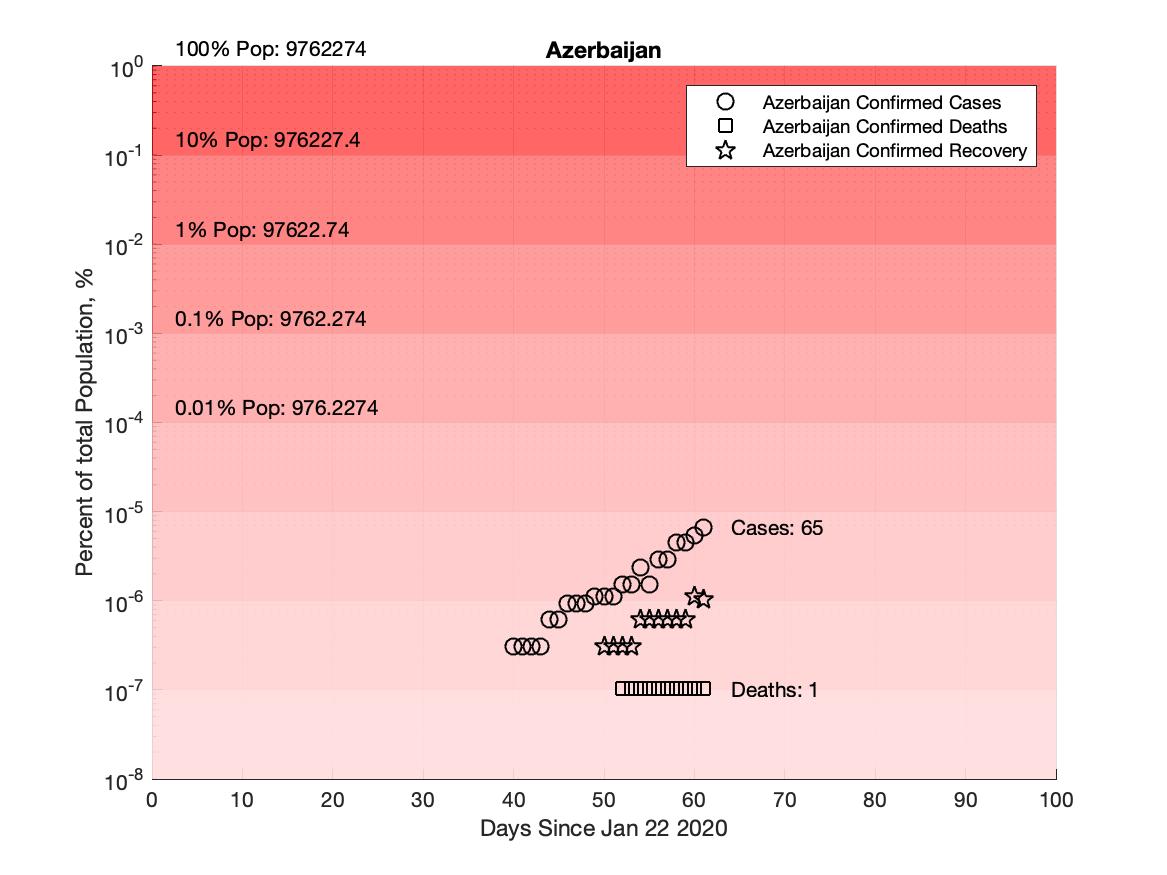 100% Pop: 9762274
Azerbaijan
10^0
Azerbaijan Confirmed Cases
Azerbaijan Confirmed Deaths
Azerbaijan Confirmed Recovery
10% Pop: 976227.4
10^-1
1% Pop: 97622.74
10^-2
0.1% Pop: 9762.274
10^-3
0.01% Pop: 976.2274
10^-4
10^-5
Cases: 65
10^-6
10^-7
Deaths: 1
10^-8
Percent of total Population, %
0 10 20 30 40 50 60 70 80 90 100
Days Since Jan 22 2020